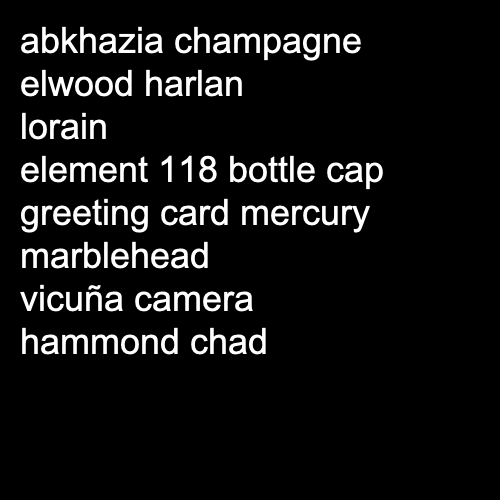 abkhazia champagne
elwood harlan
lorain
element 118 bottle cap
greeting card mercury
marblehead
vicuña camera
hammond chad